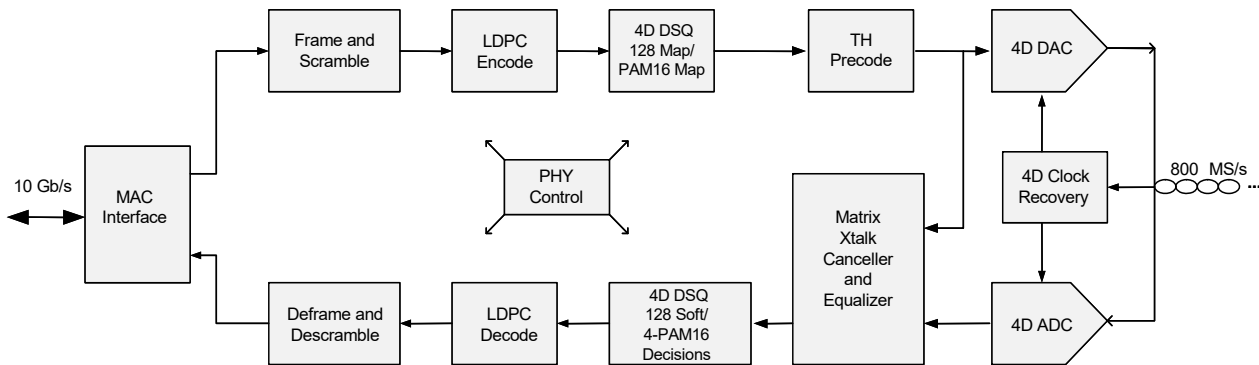 Frame and
Scramble
LDPC
Encode
4D DSQ
128 Map/
PAM16 Map
TH
Precode
4D DAC
10 Gb/s
MAC
Interface
PHY
Control
Matrix
Xtalk
Canceller
and
Equalizer
4D Clock
Recovery
800 MS/s
Deframe and
Descramble
LDPC
Decode
4D DSQ
128 Soft/
4-PAM16
Decisions
4D ADC